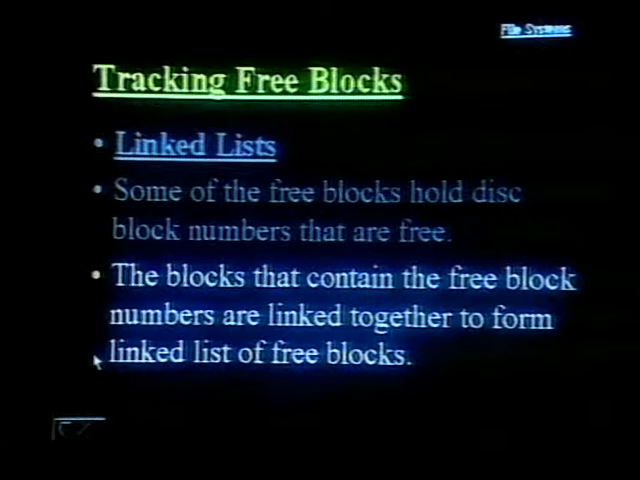 File Systems
Tracking Free Blocks
• Linked Lists
• Some of the free blocks hold disc
block numbers that are free.
• The blocks that contain the free block
numbers are linked together to form
linked list of free blocks.